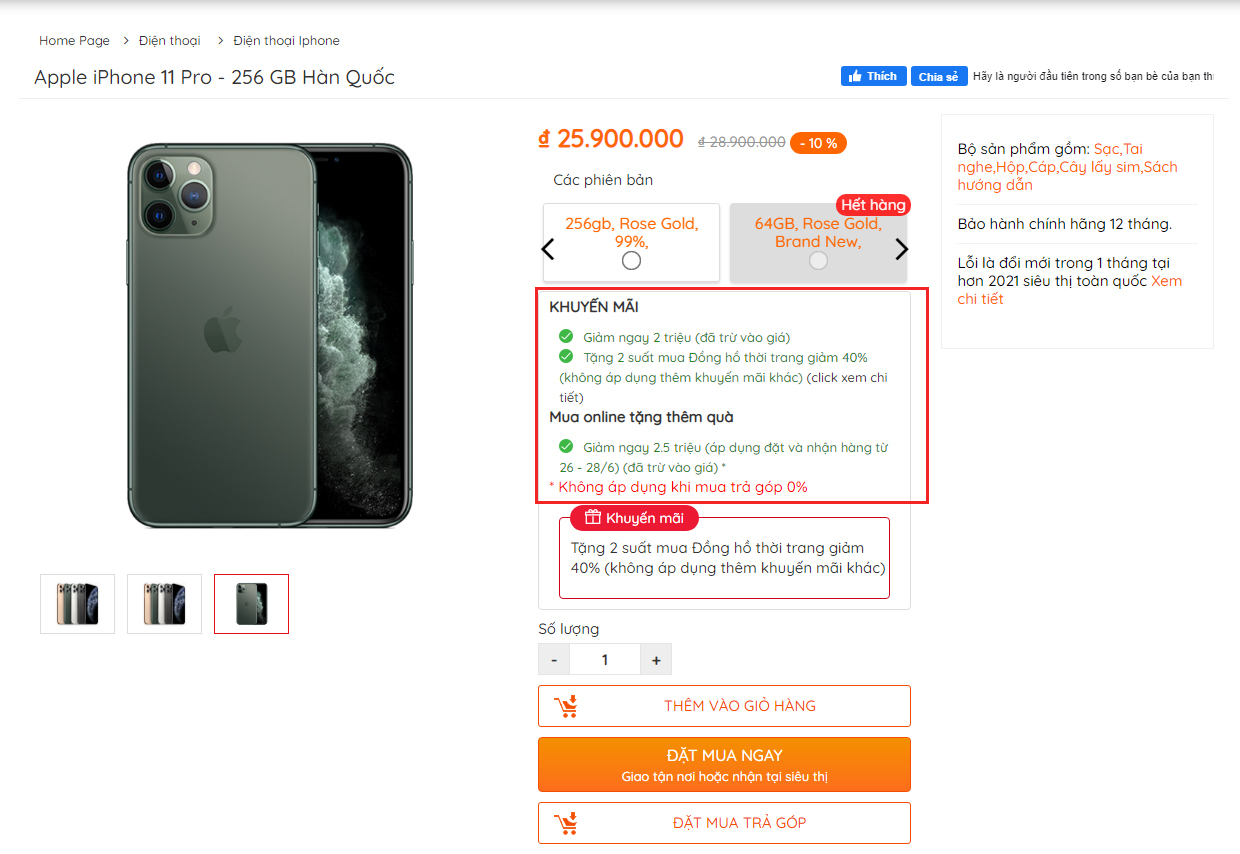 Home Page > Điện thoại > Điện thoại Iphone
Apple iPhone 11 Pro - 256 GB Hàn Quốc
Thích Chia sẻ Hãy là người đầu tiên trong số bạn bè của bạn
₫ 25.900.000 ₫ 28.900.000 - 10 %
Các phiên bản
Hết hàng
256gb, Rose Gold,
99%,
64GB, Rose Gold,
Brand New,
KHUYẾN MÃI
Giảm ngay 2 triệu (đã trừ vào giá)
Tặng 2 suất mua Đồng hồ thời trang giảm 40%
(không áp dụng thêm khuyến mãi khác) (click xem chi
tiết)
Mua online tặng thêm quà
Giảm ngay 2.5 triệu (áp dụng đặt và nhận hàng từ
26 - 28/6) (đã trừ vào giá) *
* Không áp dụng khi mua trả góp 0%
Khuyến mãi
Tặng 2 suất mua Đồng hồ thời trang giảm
40% (không áp dụng thêm khuyến mãi khác)
Số lượng
- 1 +
THÊM VÀO GIỎ HÀNG
ĐẶT MUA NGAY
Giao tận nơi hoặc nhận tại siêu thị
ĐẶT MUA TRẢ GÓP
Bộ sản phẩm gồm: Sạc,Tai
nghe,Hộp,Cáp,Cây lấy sim,Sách
hướng dẫn
Bảo hành chính hãng 12 tháng.
Lỗi là đổi mới trong 1 tháng tại
hơn 2021 siêu thị toàn quốc Xem
chi tiết